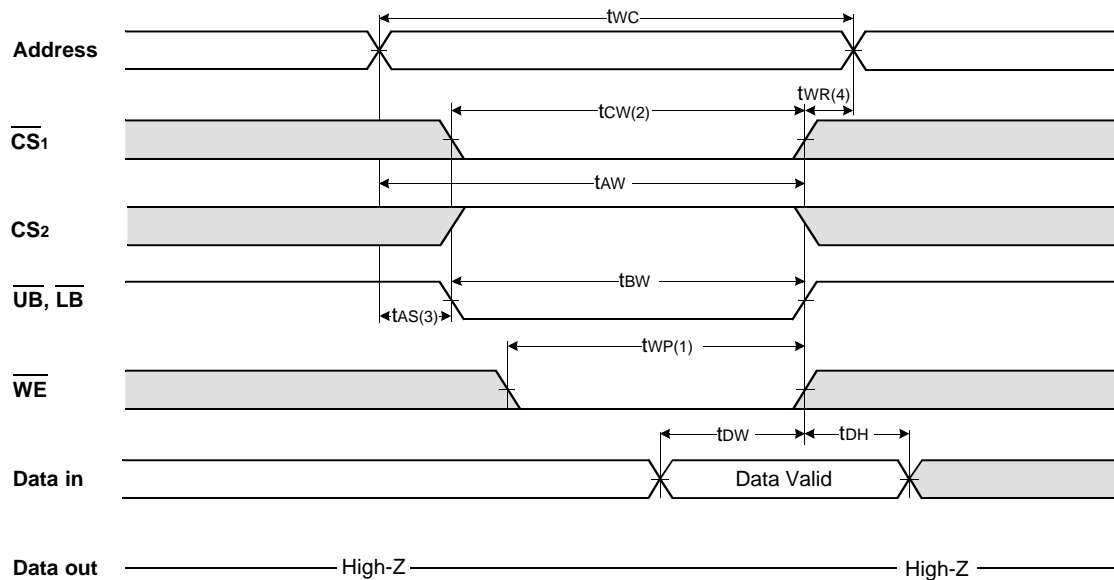 tWC
Address
tCW(2)
tWR(4)
CS1
tAW
CS2
tBW
UB, LB
tAS(3)
tWP(1)
WE
tDW
tDH
Data in
Data Valid
Data out
High-Z
High-Z